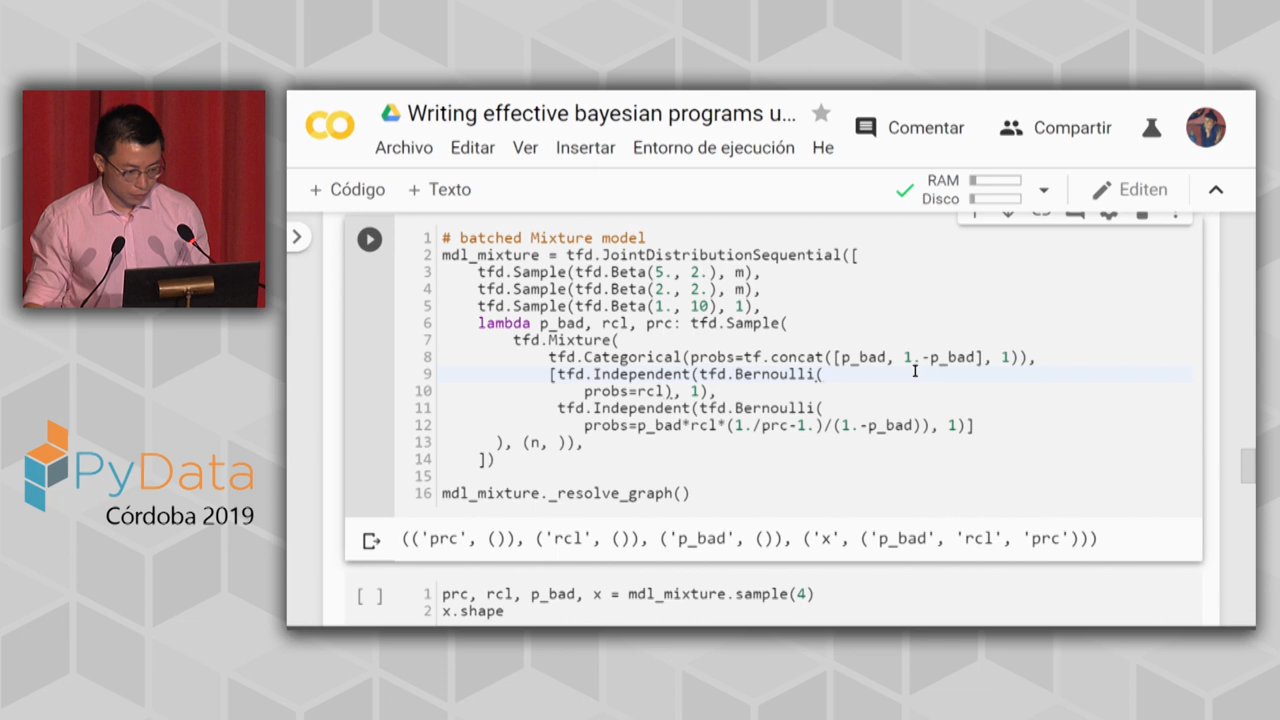 CO Writing effective bayesian programs u...
Comentar
Compartir
Archivo Editar Ver Insertar Entorno de ejecución He
+ Código + Texto
RAM
Disco
Editen
1 # batched Mixture model
2 mdl_mixture = tfd.JointDistributionSequential([
3 tfd.Sample(tfd.Beta(5., 2.), m),
4 tfd.Sample(tfd.Beta(2., 2.), m),
5 tfd.Sample(tfd.Beta(1., 10), 1),
6 lambda p_bad, rcl, prc: tfd.Sample(
7 tfd.Mixture(
8 tfd.Categorical(probs=tf.concat([p_bad, 1.-p_bad], 1)),
9 [tfd.Independent(tfd.Bernoulli(
10 probs=rcl), 1),
11 tfd.Independent(tfd.Bernoulli(
12 probs=p_bad*rcl*(1./prc-1.)/(1.-p_bad)), 1)]
13 ), (n, )),
14 ])
15
16 mdl_mixture._resolve_graph()
(('prc', ()), ('rcl', ()), ('p_bad', ()), ('x', ('p_bad', 'rcl', 'prc')))
[ ] 1 prc, rcl, p_bad, x = mdl_mixture.sample(4)
2 x.shape
PyData
Córdoba 2019